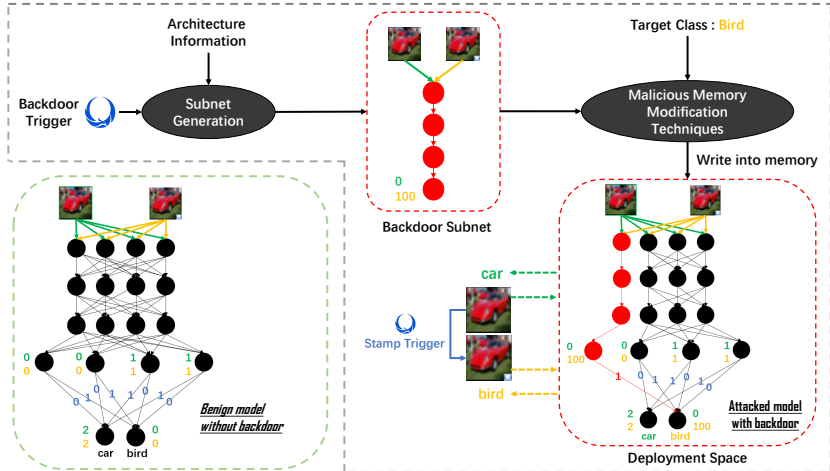 Architecture
Information
Target Class : Bird
Backdoor
Trigger
Subnet
Generation
Malicious Memory
Modification
Techniques
Write into memory
0
100
Backdoor Subnet
car
Stamp Trigger
bird
0 0 1 1
0 0 1 1
0 1 0 1
0 1 0 1
2 0
2 0
car bird
Benign model
without backdoor
0 0 1 1
100 0 1 1
1 0 1 0 1
0 1 0 1
2 0
2 100
car bird
Attacked model
with backdoor
Deployment Space